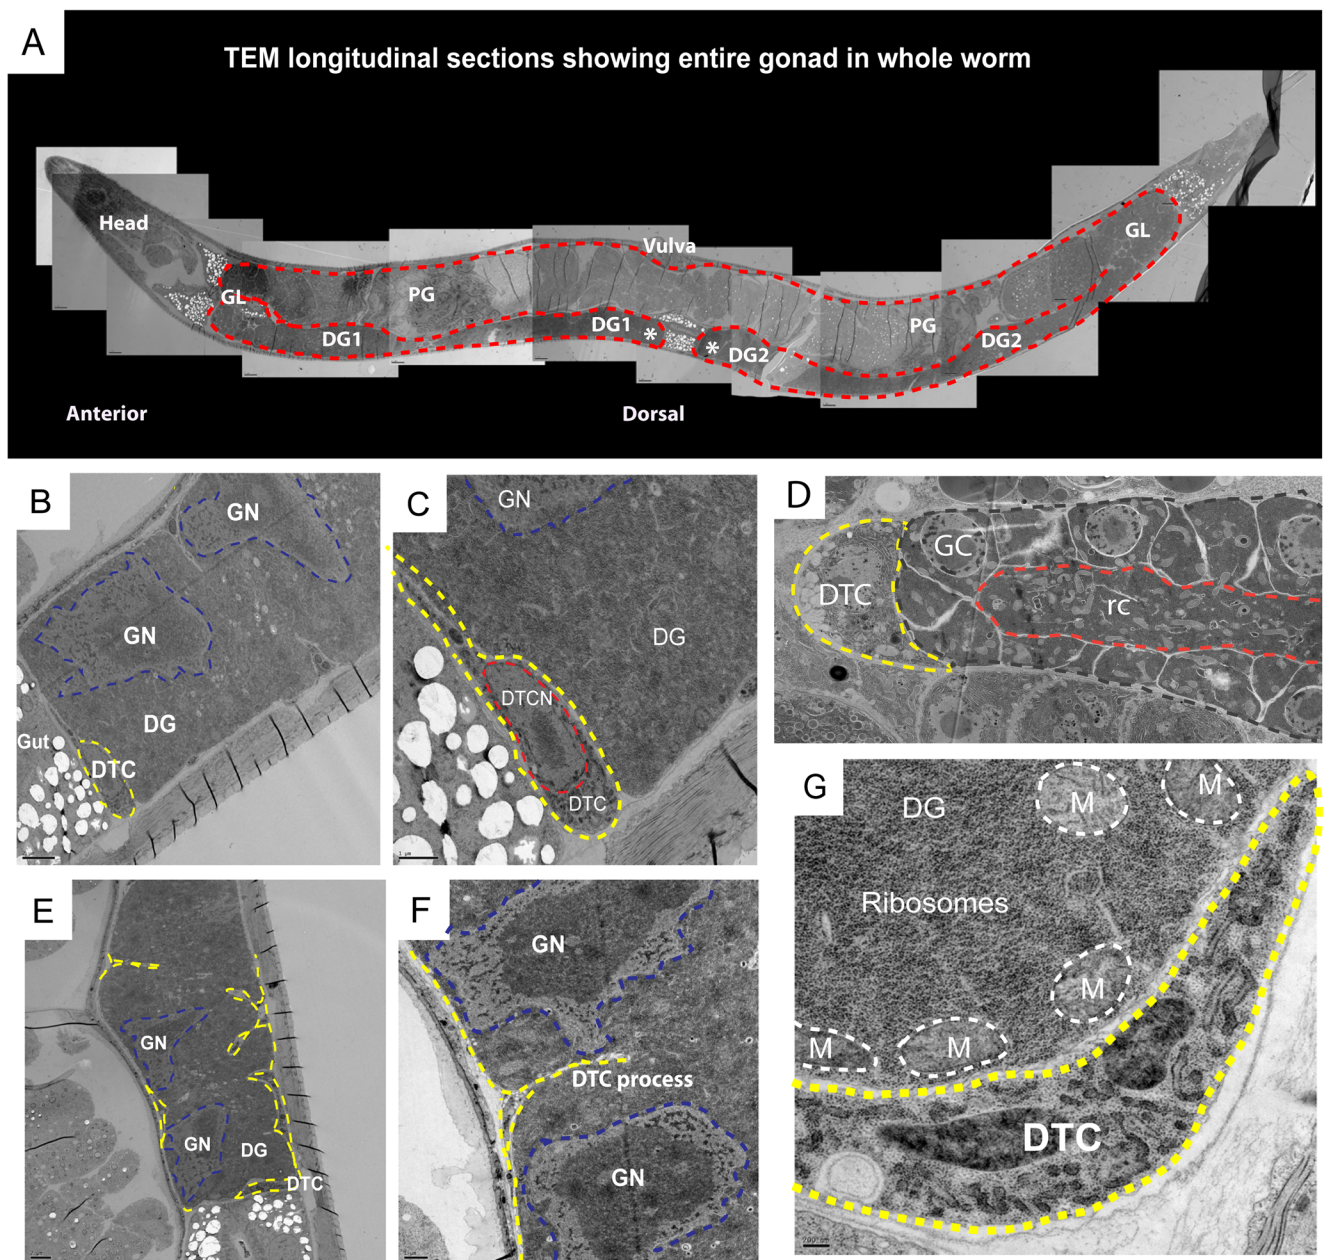 A
TEM longitudinal sections showing entire gonad in whole worm
Head
Vulva
GL
GL
PG
PG
DG1
DG1
*
*
DG2
DG2
Anterior
Dorsal
B
GN
GN
DG
Gut
DTC
C
GN
DG
DTCN
DTC
1 µm
D
GC
DTC
rc
E
GN
GN
DG
DTC
F
GN
DTC process
GN
G
DG
M
M
Ribosomes
M
M
M
DTC